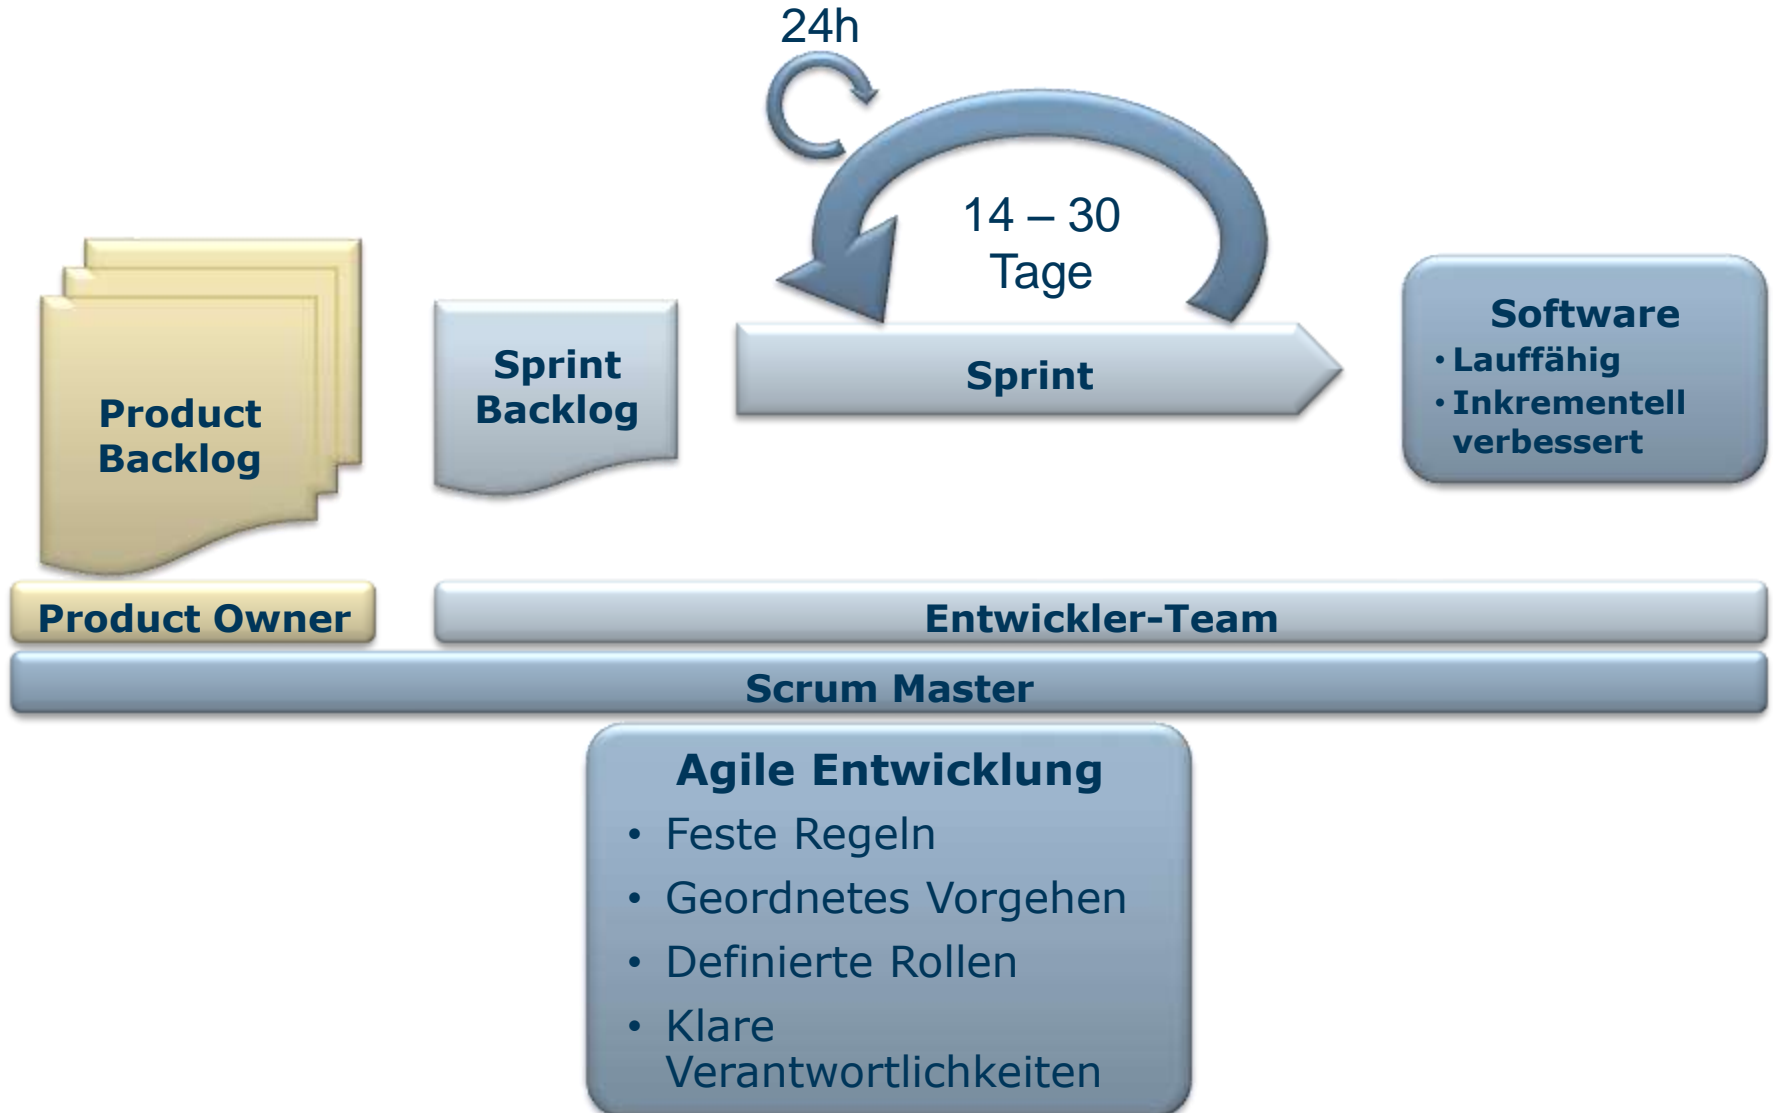 24h
14 – 30
Tage
Product
Backlog
Sprint
Backlog
Sprint
Software
• Lauffähig
• Inkrementell
verbessert
Product Owner
Entwickler-Team
Scrum Master
Agile Entwicklung
• Feste Regeln
• Geordnetes Vorgehen
• Definierte Rollen
• Klare
Verantwortlichkeiten